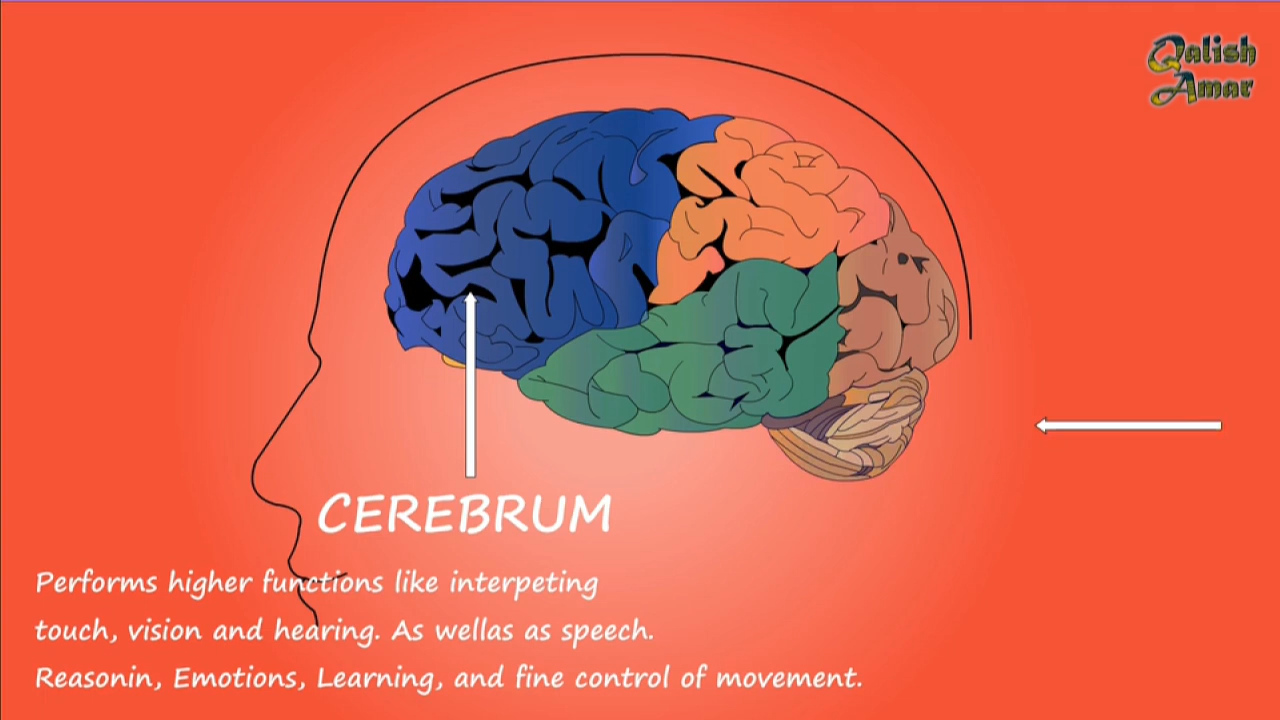 Qalish
Amar
CEREBRUM
Performs higher functions like interpeting
touch, vision and hearing. As wellas as speech.
Reasonin, Emotions, Learning, and fine control of movement.